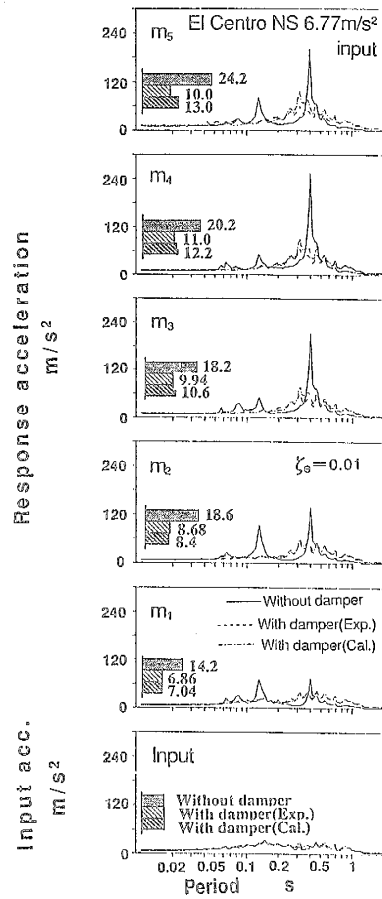 El Centro NS 6.77m/s²
input
m₅
240
120
0
24.2
10.0
13.0
m₄
240
120
0
20.2
11.0
12.2
m₃
240
120
0
18.2
9.94
10.6
m₂
ζₑ=0.01
240
120
0
18.6
8.68
8.4
m₁
Without damper
With damper(Exp.)
With damper(Cal.)
240
120
0
14.2
6.86
7.04
Input
240
120
0
Without damper
With damper(Exp.)
With damper(Cal.)
0.02 0.05 0.1 0.2 0.5 1
Period s
Response acceleration
m/s²
Input acc.
m/s²